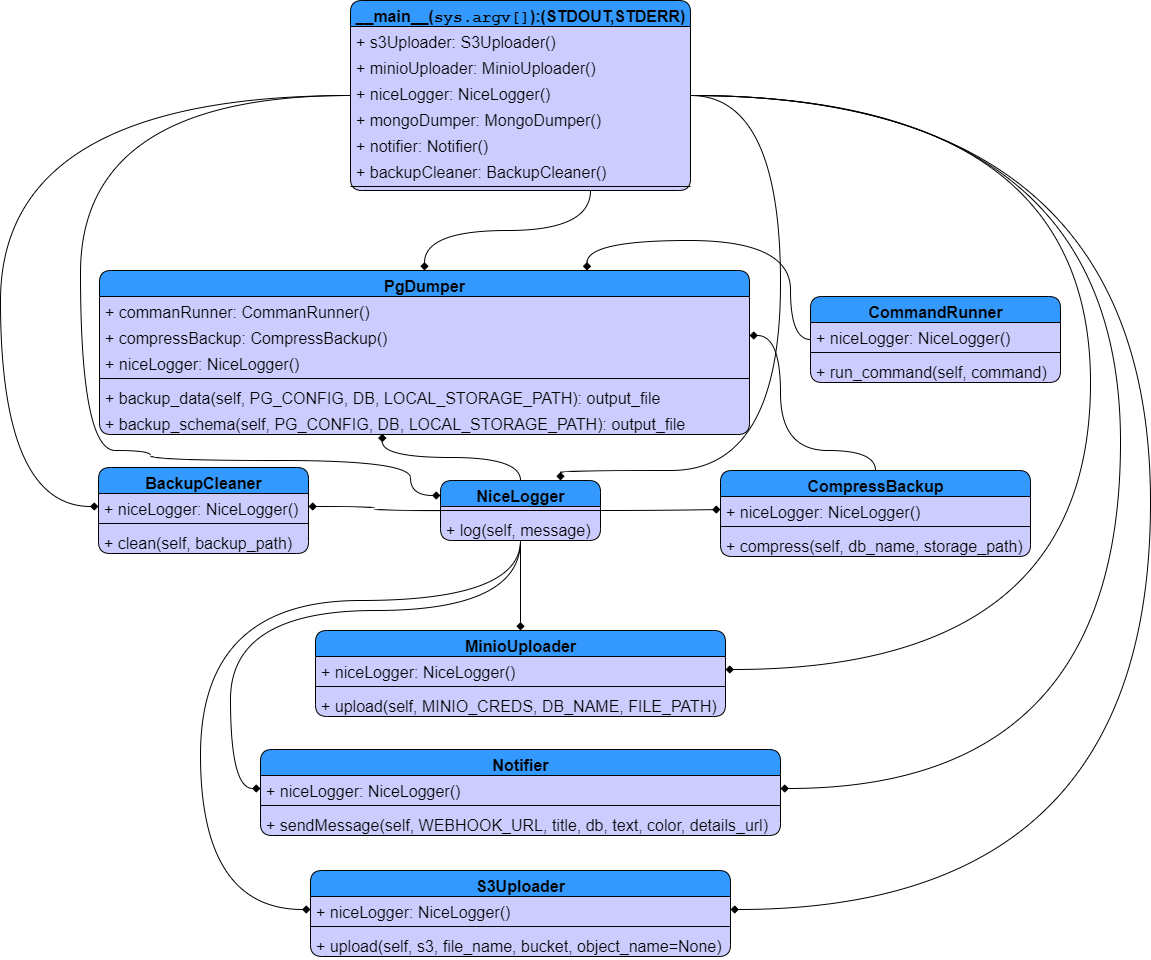 __main__(sys.argv[]):(STDOUT,STDERR)
+ s3Uploader: S3Uploader()
+ minioUploader: MinioUploader()
+ niceLogger: NiceLogger()
+ mongoDumper: MongoDumper()
+ notifier: Notifier()
+ backupCleaner: BackupCleaner()
PgDumper
+ commanRunner: CommanRunner()
+ compressBackup: CompressBackup()
+ niceLogger: NiceLogger()
+ backup_data(self, PG_CONFIG, DB, LOCAL_STORAGE_PATH): output_file
+ backup_schema(self, PG_CONFIG, DB, LOCAL_STORAGE_PATH): output_file
CommandRunner
+ niceLogger: NiceLogger()
+ run_command(self, command)
BackupCleaner
+ niceLogger: NiceLogger()
+ clean(self, backup_path)
NiceLogger
+ log(self, message)
CompressBackup
+ niceLogger: NiceLogger()
+ compress(self, db_name, storage_path)
MinioUploader
+ niceLogger: NiceLogger()
+ upload(self, MINIO_CREDS, DB_NAME, FILE_PATH)
Notifier
+ niceLogger: NiceLogger()
+ sendMessage(self, WEBHOOK_URL, title, db, text, color, details_url)
S3Uploader
+ niceLogger: NiceLogger()
+ upload(self, s3, file_name, bucket, object_name=None)